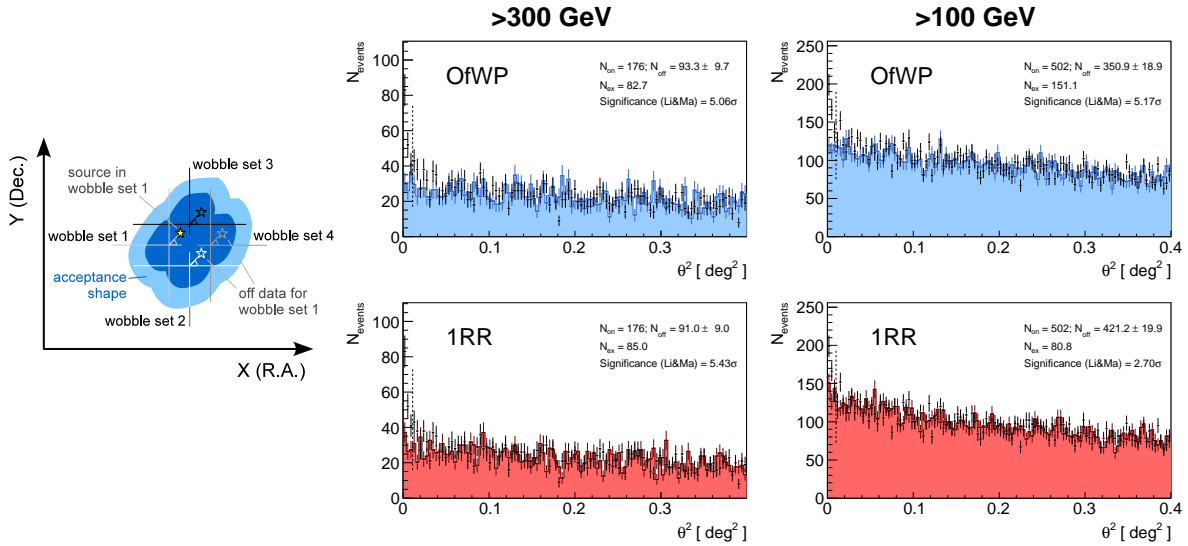 >300 GeV
>100 GeV
Y (Dec.)
X (R.A.)
source in
wobble set 1
wobble set 3
wobble set 1
wobble set 4
acceptance
shape
off data for
wobble set 1
wobble set 2
N_events
100
80
60
40
20
0
OfWP
N_on = 176; N_off = 93.3 ± 9.7
N_ex = 82.7
Significance (Li&Ma) = 5.06σ
0 0.1 0.2 0.3
θ² [ deg² ]
N_events
250
200
150
100
50
0
OfWP
N_on = 502; N_off = 350.9 ± 18.9
N_ex = 151.1
Significance (Li&Ma) = 5.17σ
0 0.1 0.2 0.3 0.4
θ² [ deg² ]
N_events
100
80
60
40
20
0
1RR
N_on = 176; N_off = 91.0 ± 9.0
N_ex = 85.0
Significance (Li&Ma) = 5.43σ
0 0.1 0.2 0.3
θ² [ deg² ]
N_events
250
200
150
100
50
0
1RR
N_on = 502; N_off = 421.2 ± 19.9
N_ex = 80.8
Significance (Li&Ma) = 2.70σ
0 0.1 0.2 0.3 0.4
θ² [ deg² ]